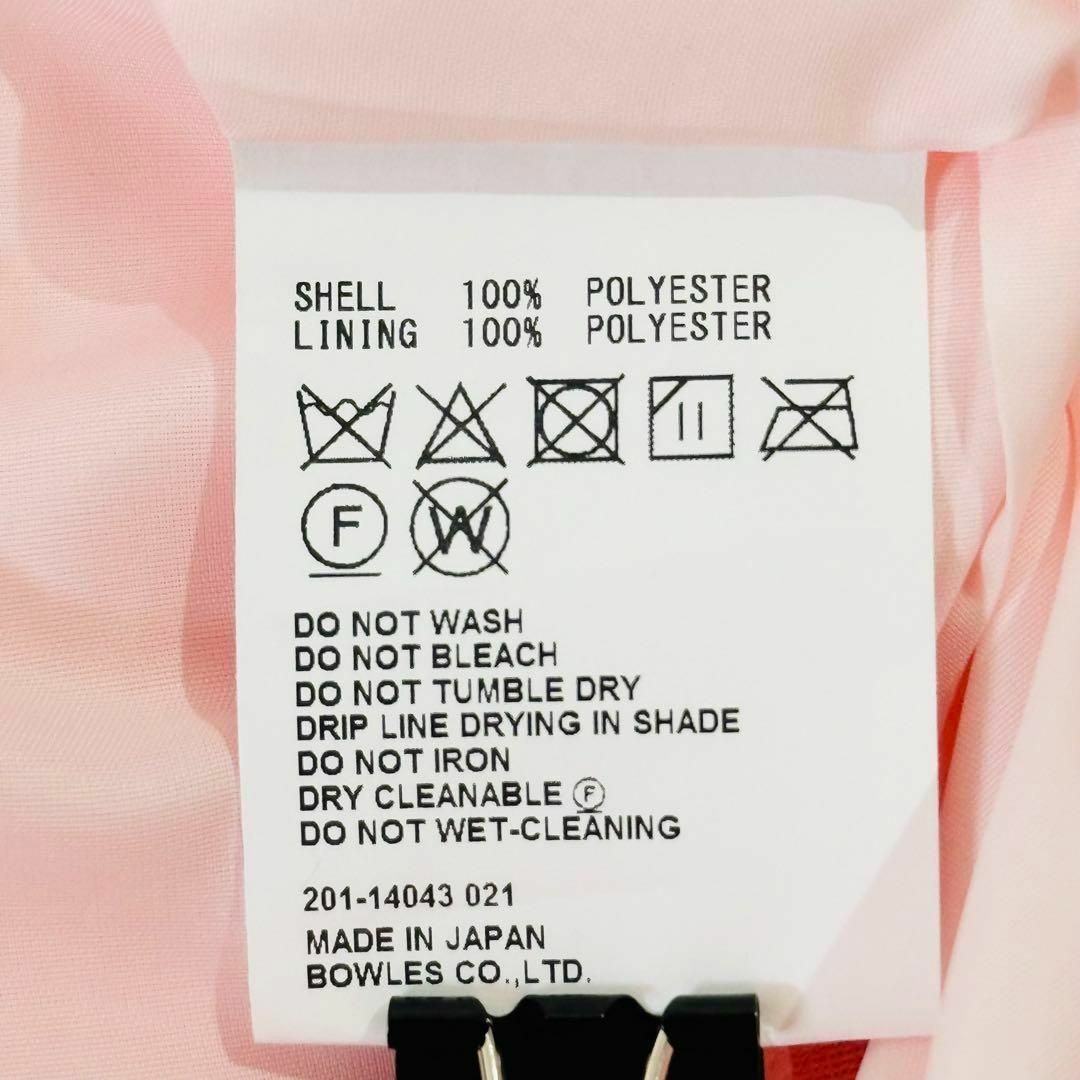 SHELL 100% POLYESTER
LINING 100% POLYESTER
F W
DO NOT WASH
DO NOT BLEACH
DO NOT TUMBLE DRY
DRIP LINE DRYING IN SHADE
DO NOT IRON
DRY CLEANABLE Ⓕ
DO NOT WET-CLEANING
201-14043 021
MADE IN JAPAN
BOWLES CO.,LTD.